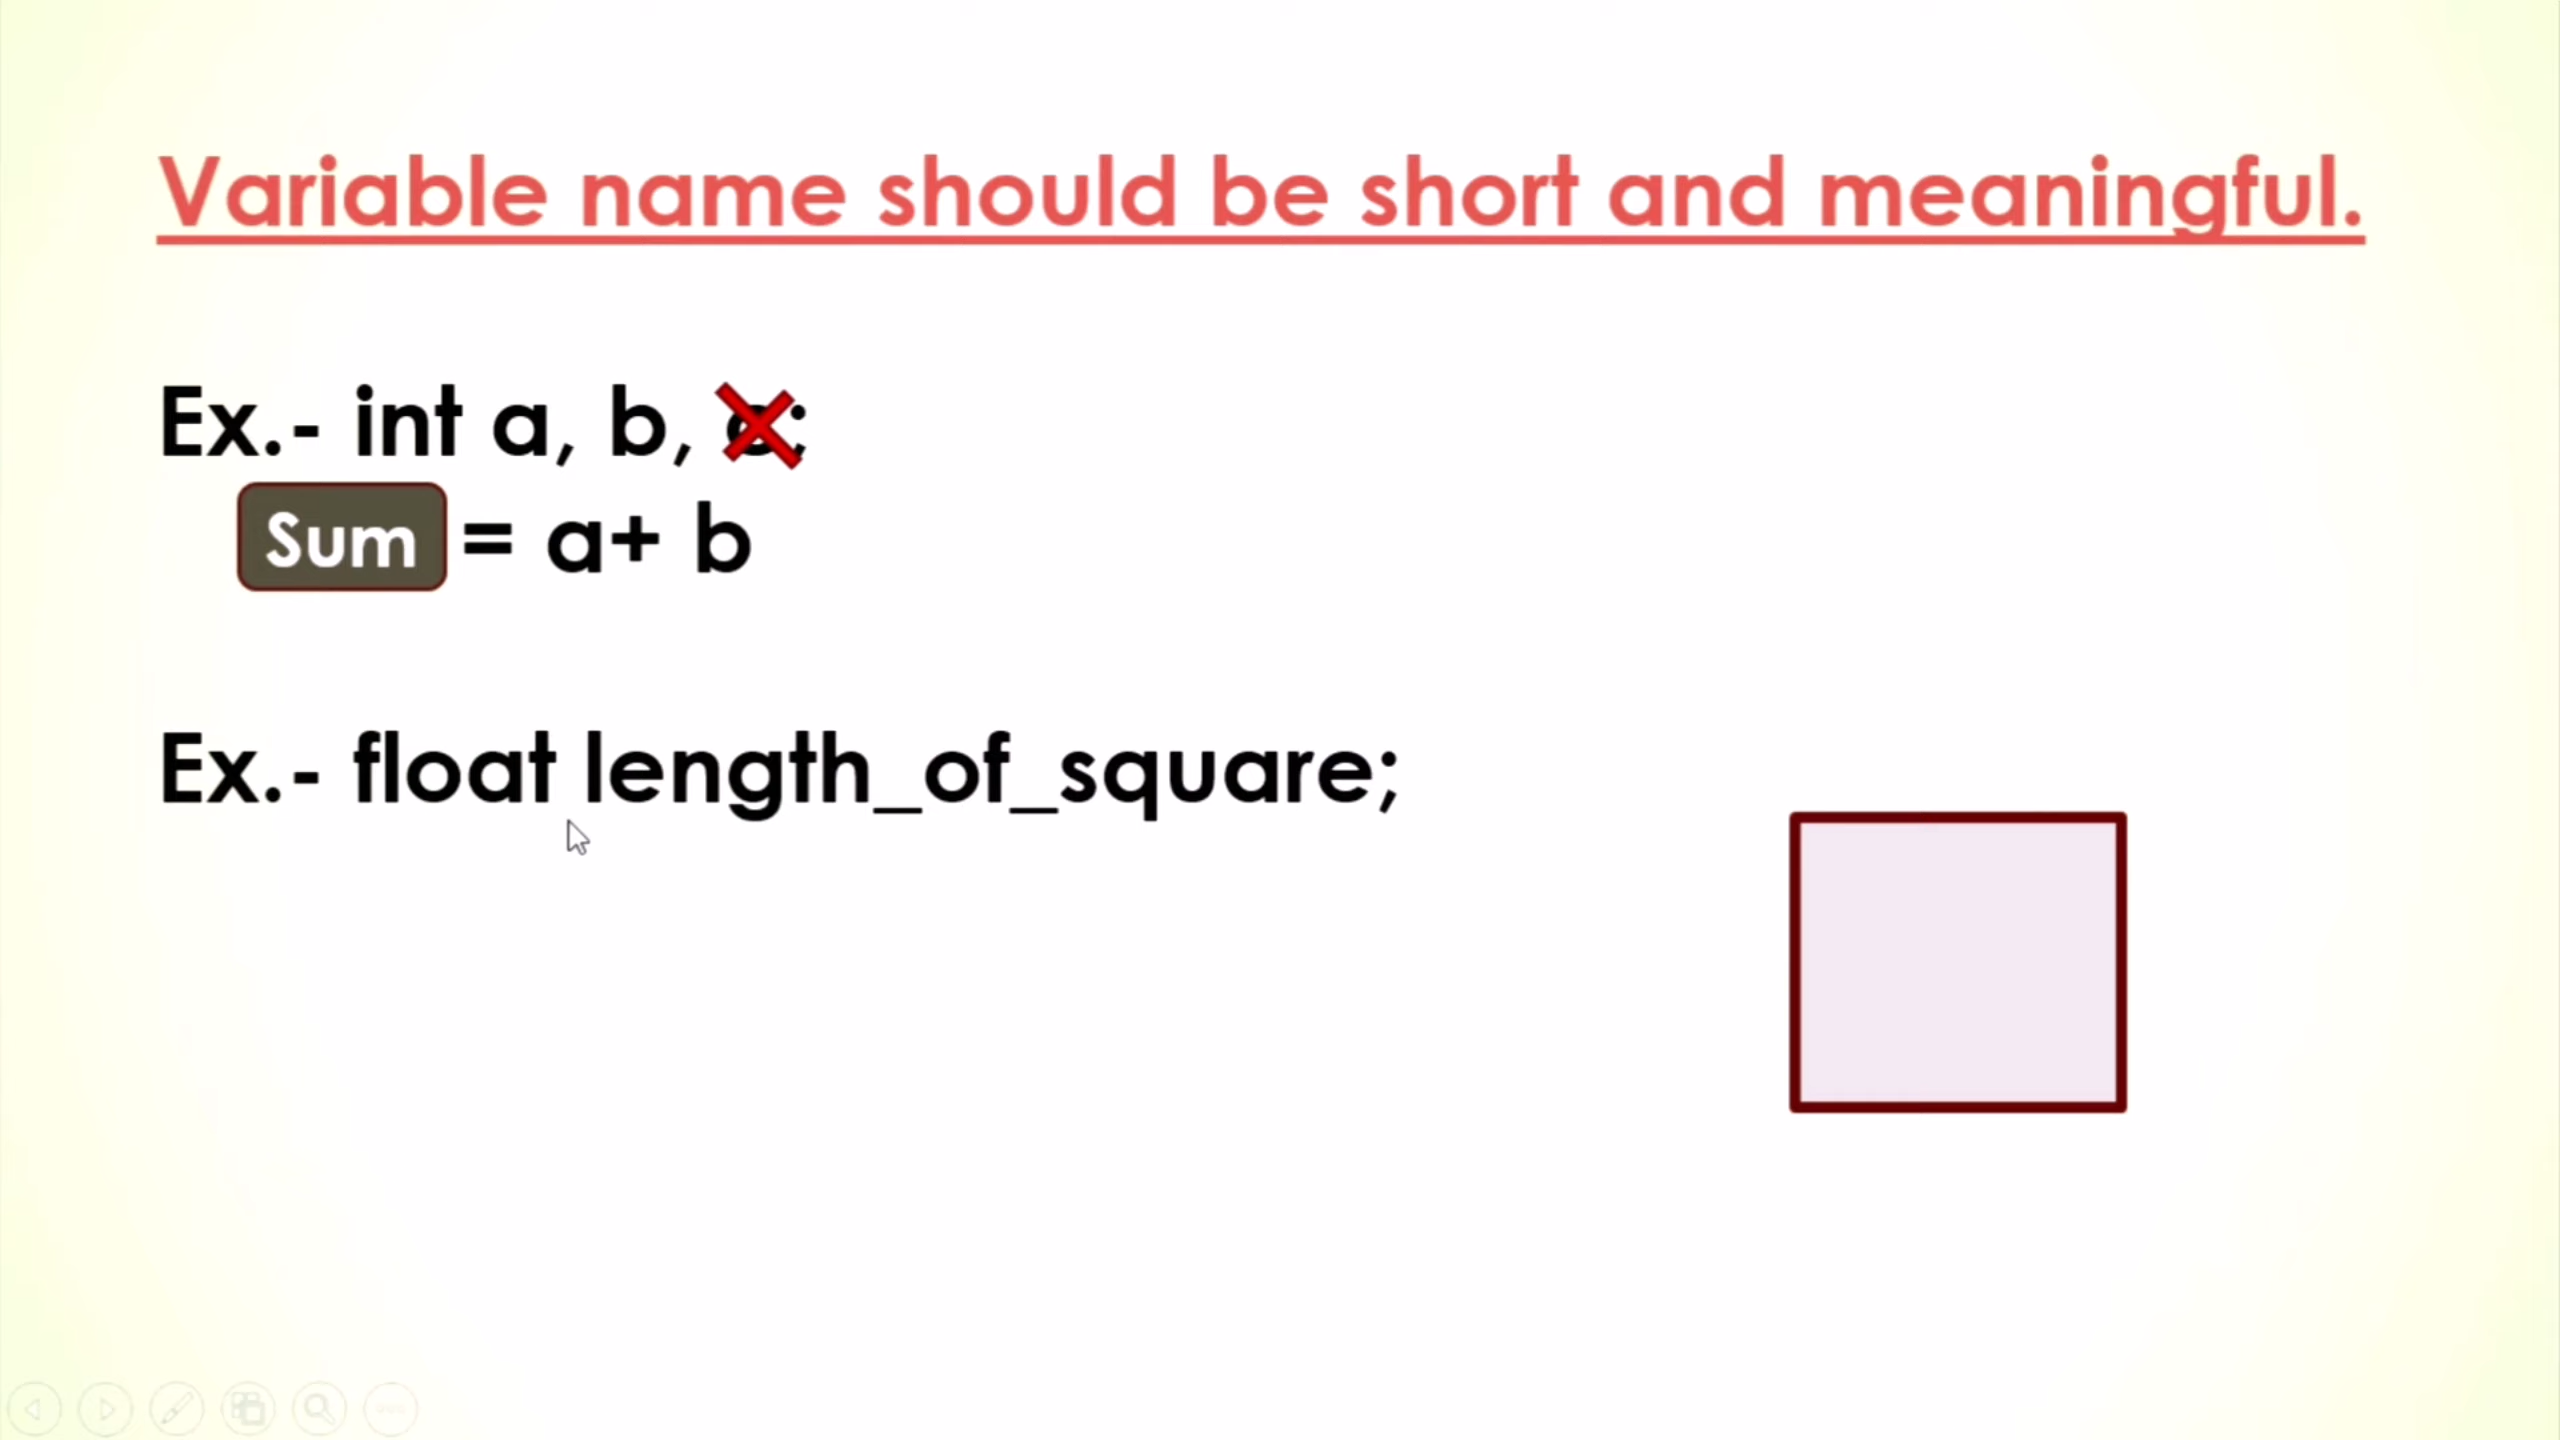 Variable name should be short and meaningful.
Ex.- int a, b, c;
Sum = a+ b
Ex.- float length_of_square;